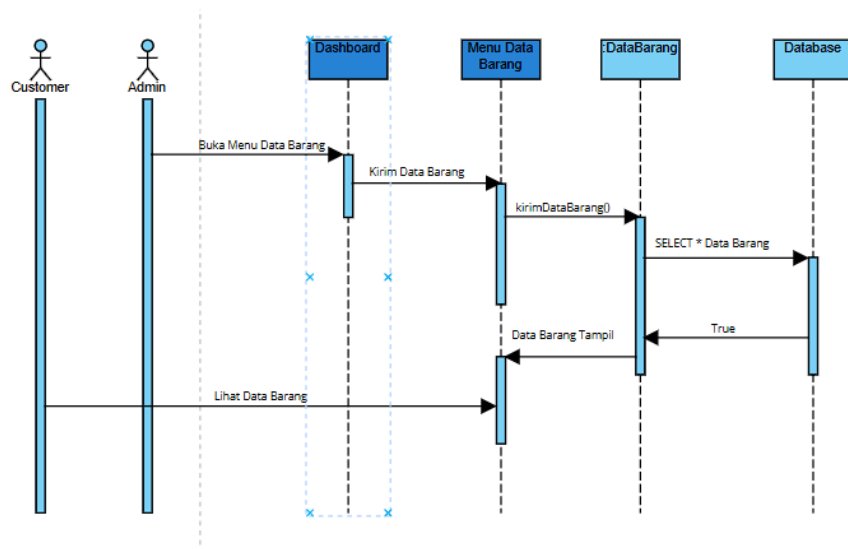 Dashboard
Menu Data
Barang
:DataBarang
Database
Customer
Admin
Buka Menu Data Barang
Kirim Data Barang
kirimDataBarang()
SELECT * Data Barang
True
Data Barang Tampil
Lihat Data Barang